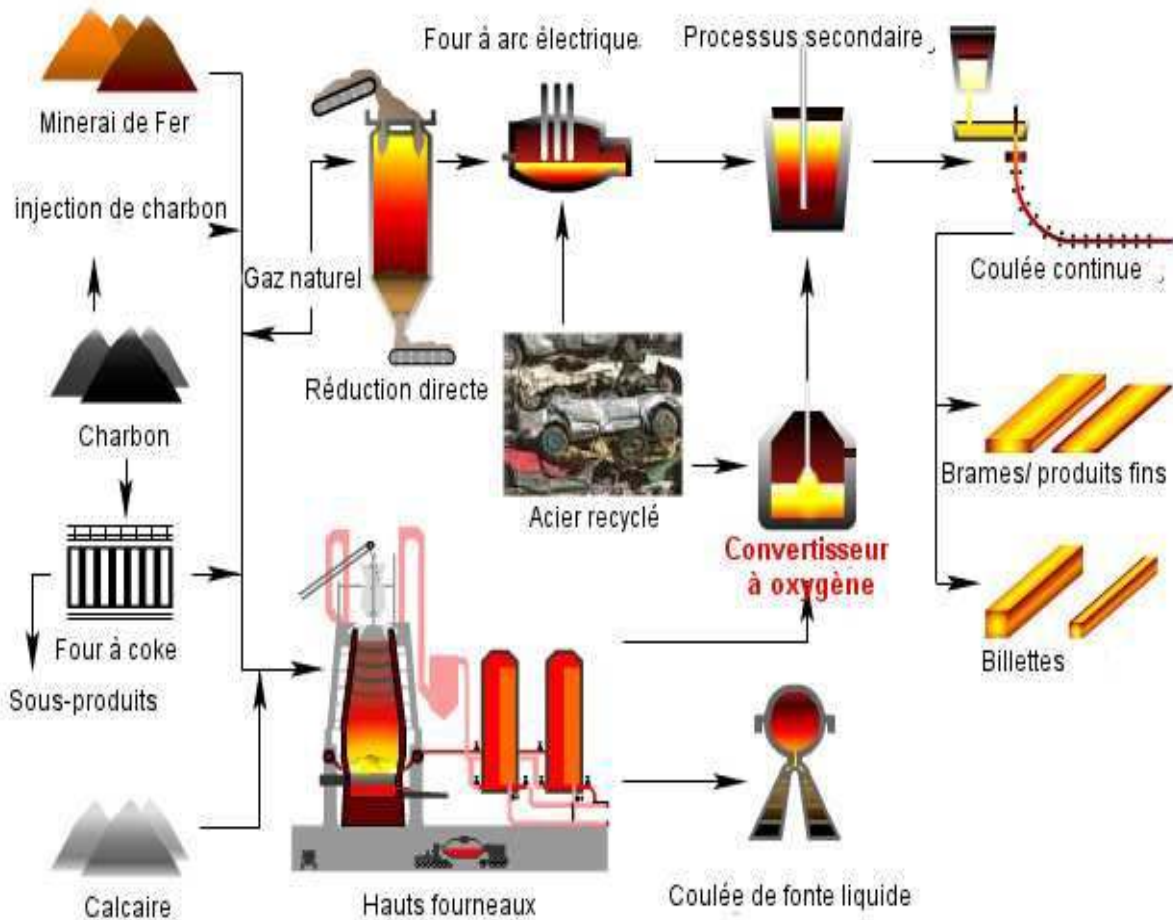 Four à arc électrique
Processus secondaire
Minerai de Fer
injection de charbon
Gaz naturel
Coulée continue
Réduction directe
Charbon
Acier recyclé
Brames/ produits fins
Convertisseur
à oxygène
Four à coke
Billettes
Sous-produits
Calcaire
Hauts fourneaux
Coulée de fonte liquide